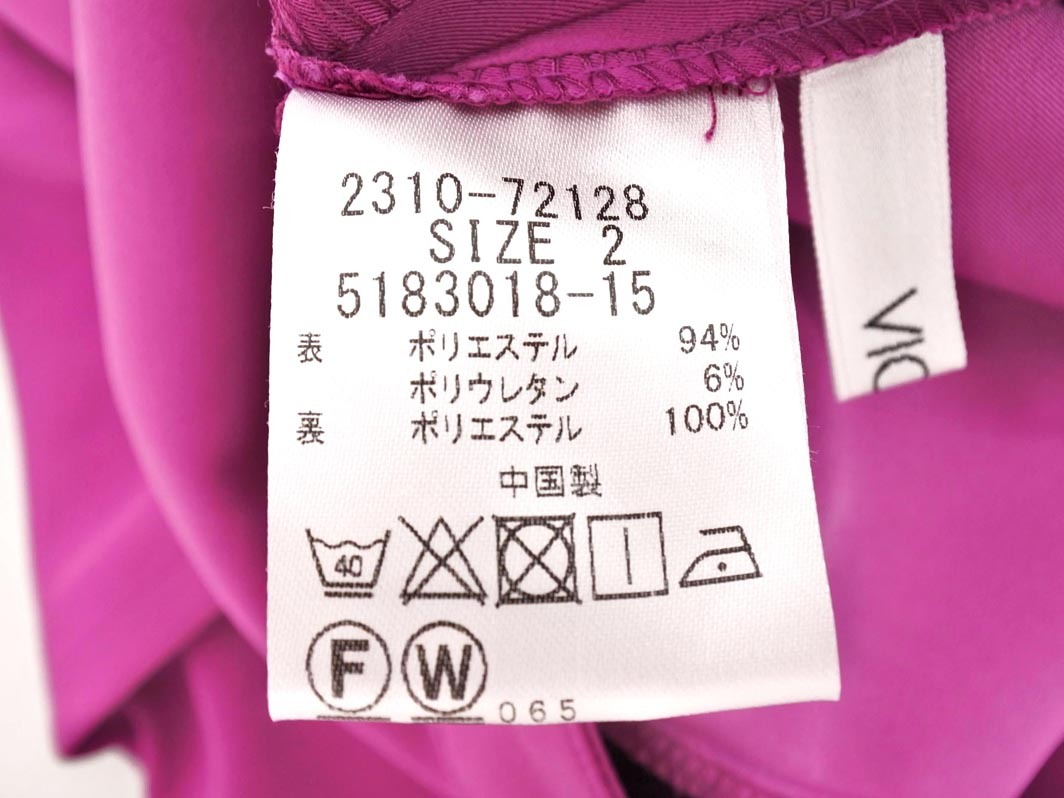 2310-72128
SIZE 2
5183018-15
表 ポリエステル 94%
ポリウレタン 6%
裏 ポリエステル 100%
中国製
40
F W 065